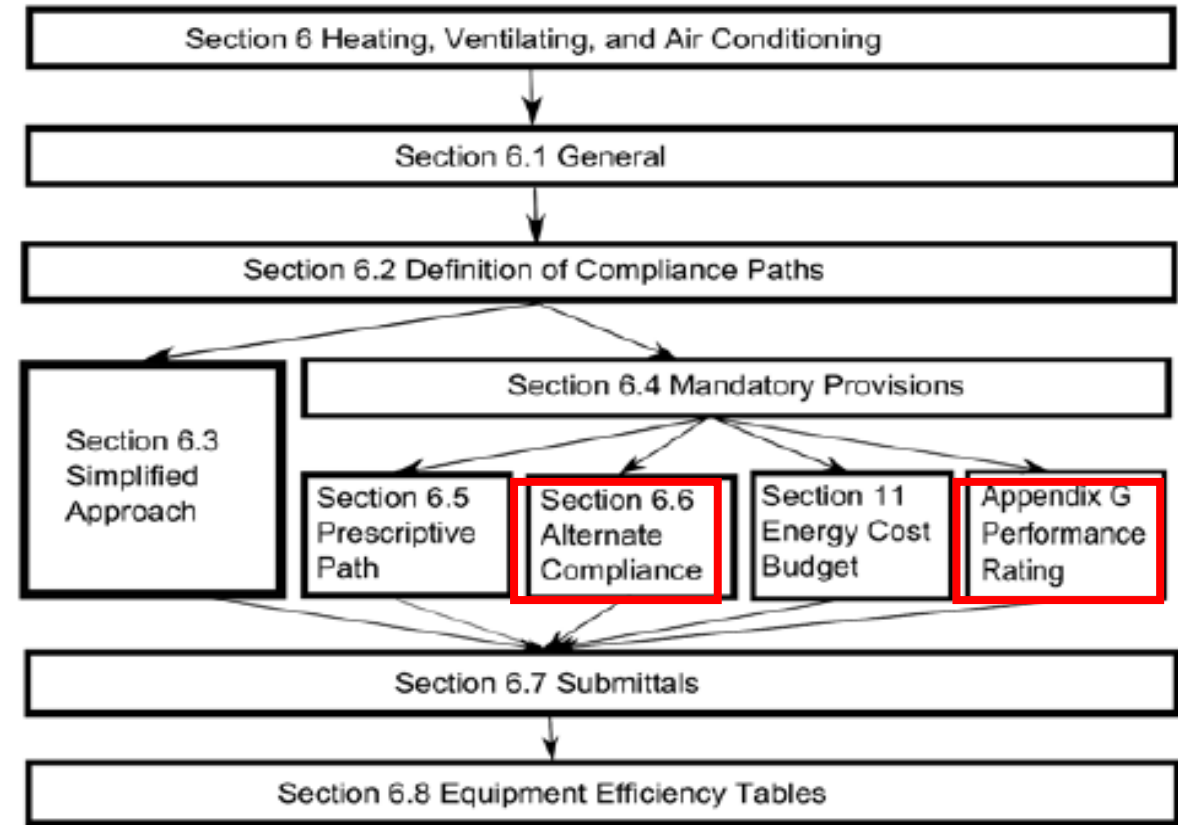 Section 6 Heating, Ventilating, and Air Conditioning
Section 6.1 General
Section 6.2 Definition of Compliance Paths
Section 6.3
Simplified
Approach
Section 6.4 Mandatory Provisions
Section 6.5
Prescriptive
Path
Section 6.6
Alternate
Compliance
Section 11
Energy Cost
Budget
Appendix G
Performance
Rating
Section 6.7 Submittals
Section 6.8 Equipment Efficiency Tables